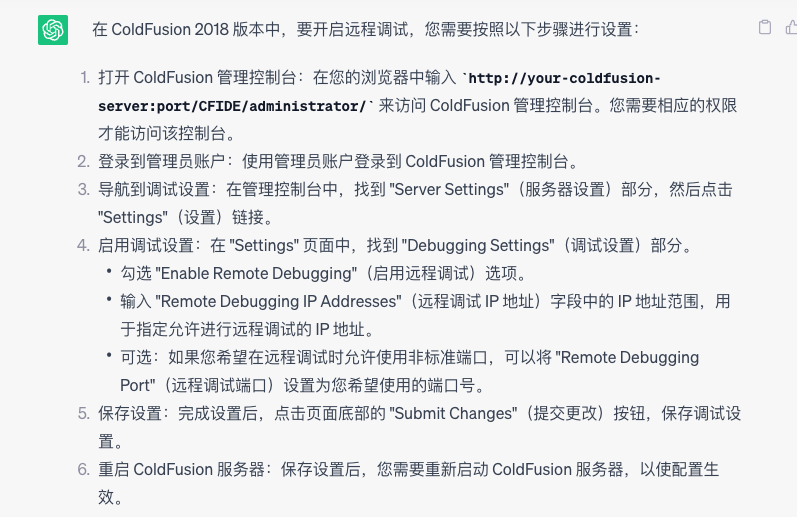 在 ColdFusion 2018 版本中，要开启远程调试，您需要按照以下步骤进行设置：
1. 打开 ColdFusion 管理控制台：在您的浏览器中输入 `http://your-coldfusion-
server:port/CFIDE/administrator/` 来访问 ColdFusion 管理控制台。您需要相应的权限
才能访问该控制台。
2. 登录到管理员账户：使用管理员账户登录到 ColdFusion 管理控制台。
3. 导航到调试设置：在管理控制台中，找到 "Server Settings"（服务器设置）部分，然后点击
"Settings"（设置）链接。
4. 启用调试设置：在 "Settings" 页面中，找到 "Debugging Settings"（调试设置）部分。
• 勾选 "Enable Remote Debugging"（启用远程调试）选项。
• 输入 "Remote Debugging IP Addresses"（远程调试 IP 地址）字段中的 IP 地址范围，用
于指定允许进行远程调试的 IP 地址。
• 可选：如果您希望在远程调试时允许使用非标准端口，可以将 "Remote Debugging
Port"（远程调试端口）设置为您希望使用的端口号。
5. 保存设置：完成设置后，点击页面底部的 "Submit Changes"（提交更改）按钮，保存调试设
置。
6. 重启 ColdFusion 服务器：保存设置后，您需要重新启动 ColdFusion 服务器，以使配置生
效。